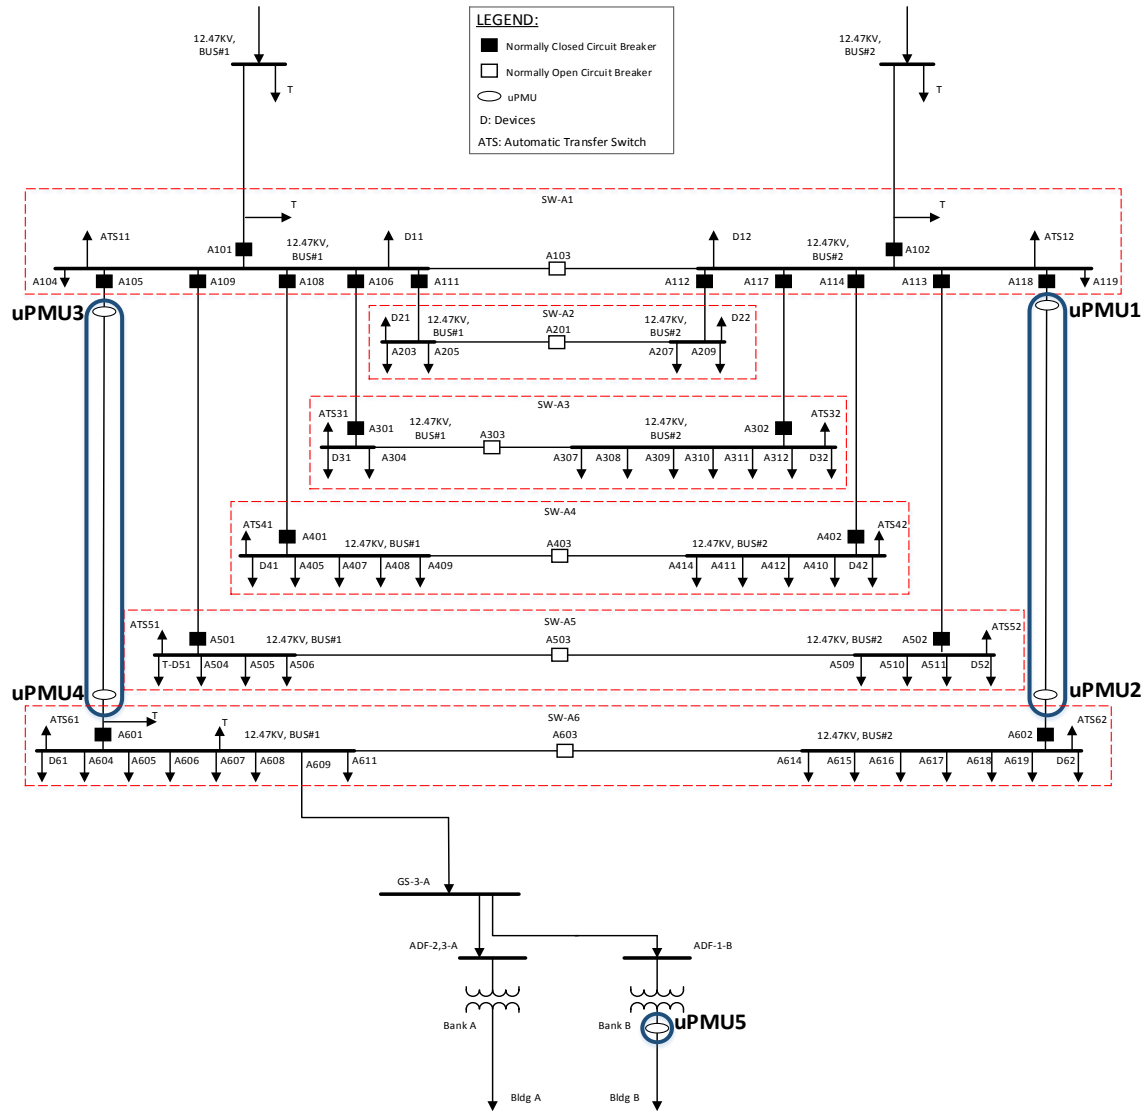 LEGEND:
Normally Closed Circuit Breaker
Normally Open Circuit Breaker
uPMU
D: Devices
ATS: Automatic Transfer Switch
12.47KV,
BUS#1
T
12.47KV,
BUS#2
T
SW-A1
T
T
ATS11
A101
12.47KV,
BUS#1
D11
A103
D12
12.47KV,
BUS#2
A102
ATS12
A104
A105
A109
A108
A106
A111
A112
A117
A114
A113
A118
A119
uPMU3
uPMU1
SW-A2
D21
12.47KV,
BUS#1
A201
12.47KV,
BUS#2
D22
A203
A205
A207
A209
SW-A3
ATS31
A301
12.47KV,
BUS#1
A303
12.47KV,
BUS#2
A302
ATS32
D31
A304
A307
A308
A309
A310
A311
A312
D32
SW-A4
ATS41
A401
12.47KV, BUS#1
A403
12.47KV, BUS#2
A402
ATS42
D41
A405
A407
A408
A409
A414
A411
A412
A410
D42
SW-A5
ATS51
A501
12.47KV, BUS#1
A503
12.47KV, BUS#2
A502
ATS52
T-D51
A504
A505
A506
A509
A510
A511
D52
uPMU4
uPMU2
SW-A6
ATS61
T
A601
T
12.47KV, BUS#1
A603
12.47KV, BUS#2
A602
ATS62
D61
A604
A605
A606
A607
A608
A609
A611
A614
A615
A616
A617
A618
A619
D62
GS-3-A
ADF-2,3-A
ADF-1-B
Bank A
Bank B
uPMU5
Bldg A
Bldg B